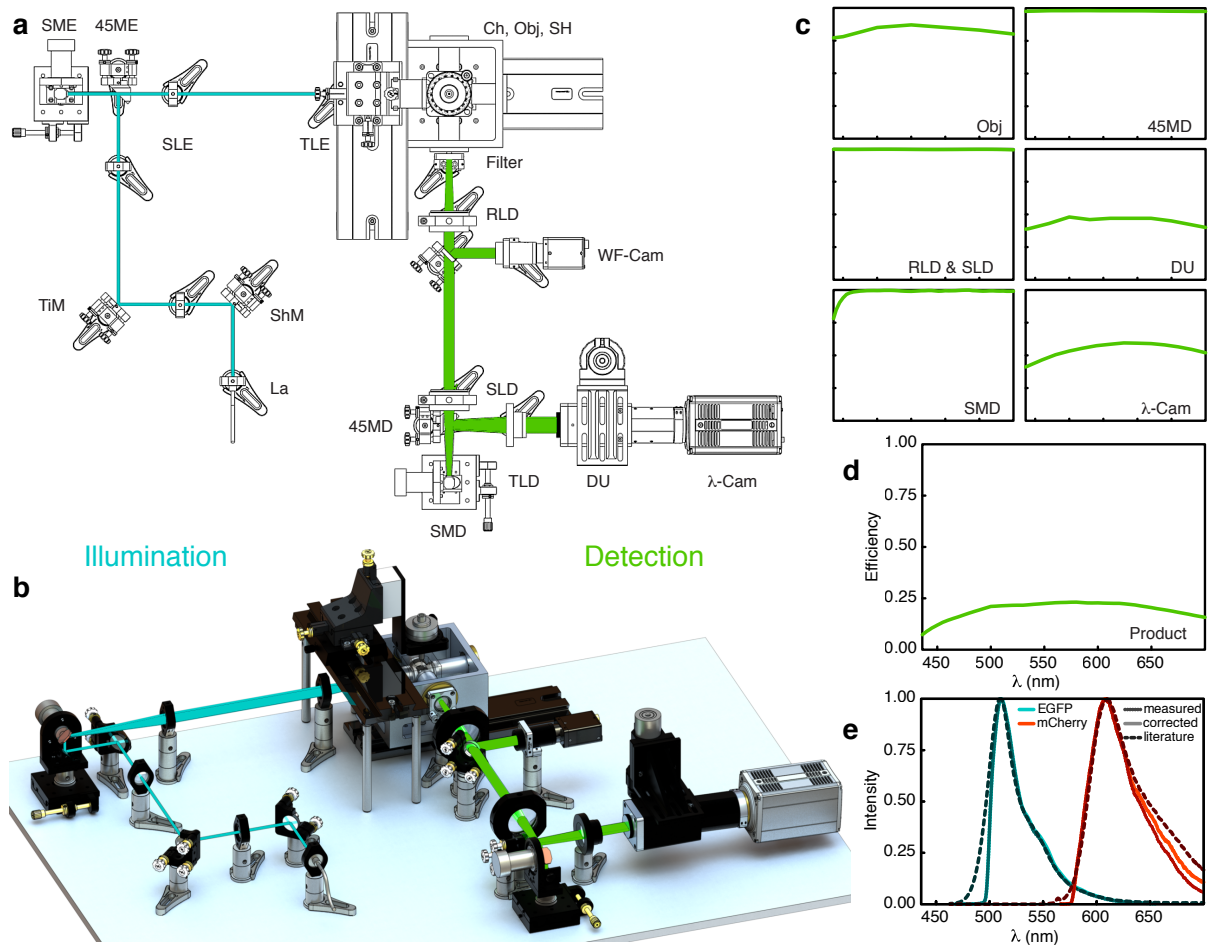 a
SME
45ME
SLE
TLE
Ch, Obj, SH
Filter
RLD
WF-Cam
TiM
ShM
La
SLD
45MD
TLD
DU
λ-Cam
SMD
Illumination
Detection
b
c
Obj
45MD
RLD & SLD
DU
SMD
λ-Cam
d
1.00
0.75
0.50
0.25
0.00
Efficiency
Product
450
500
550
600
650
λ (nm)
e
1.00
0.75
0.50
0.25
0.00
Intensity
EGFP
mCherry
measured
corrected
literature
450
500
550
600
650
λ (nm)